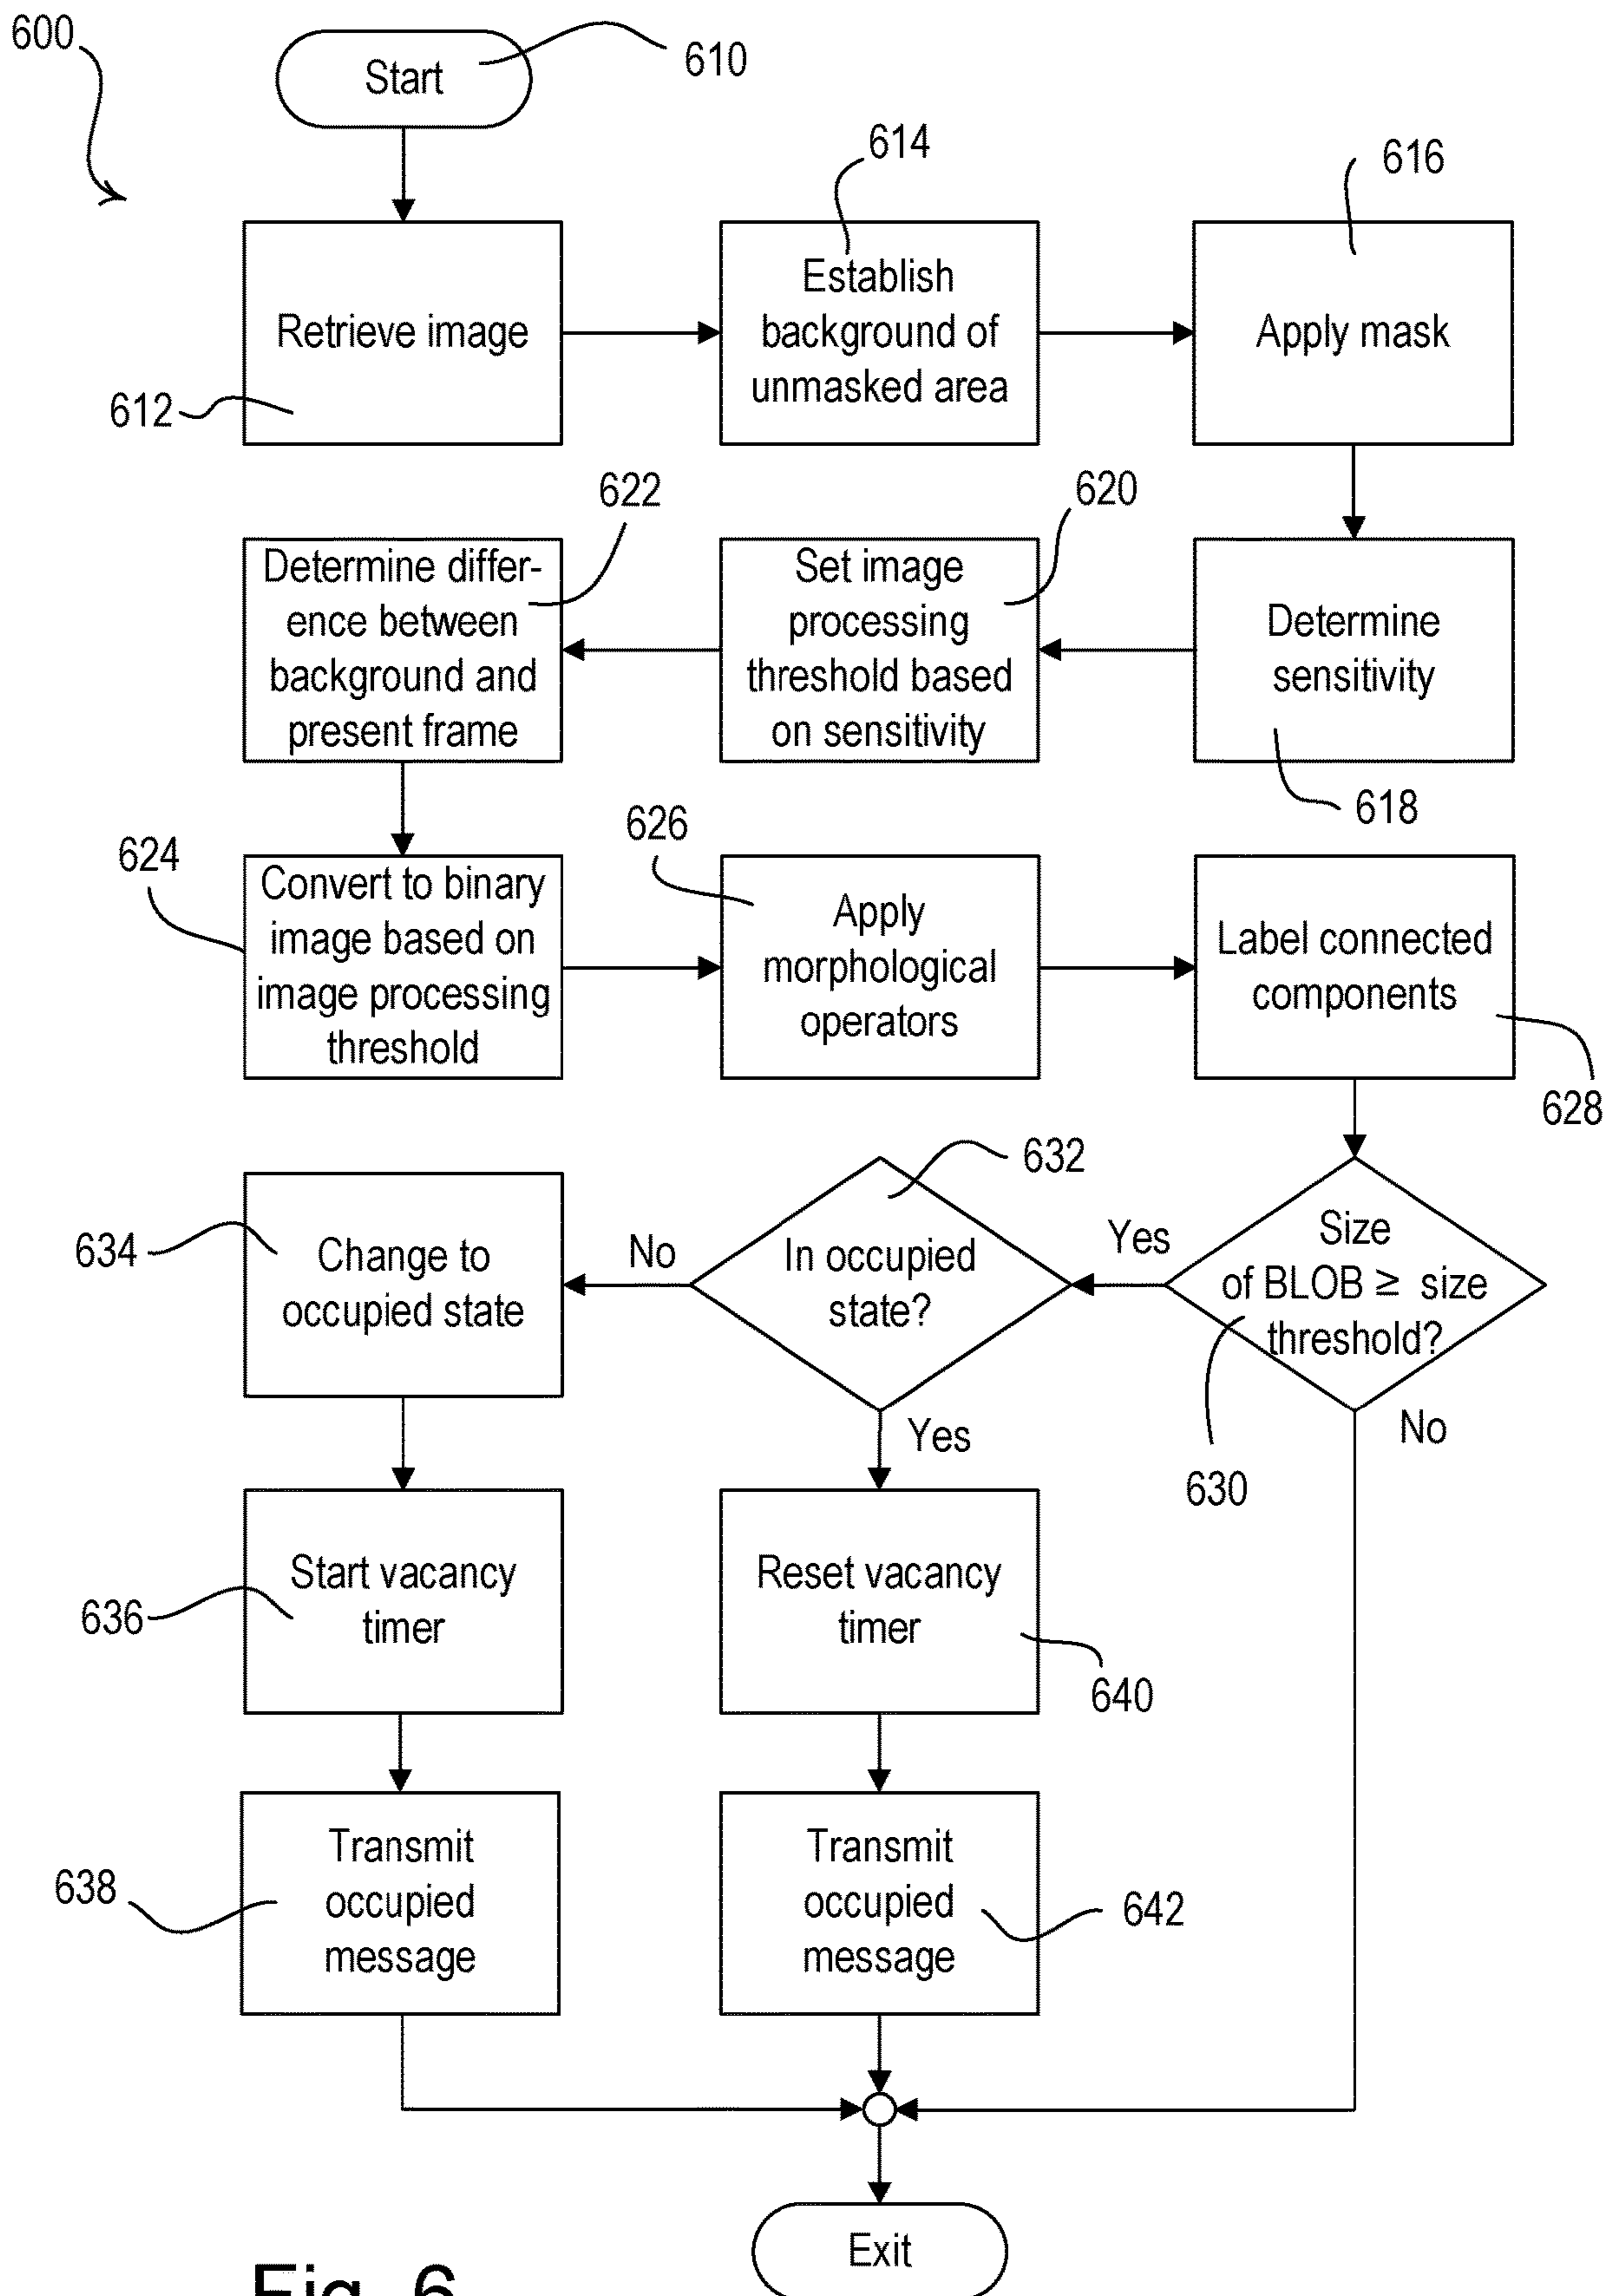 600
Start
610
614
616
Retrieve image
612
Establish
background of
unmasked area
Apply mask
622
620
Determine differ-
ence between
background and
present frame
Set image
processing
threshold based
on sensitivity
Determine
sensitivity
618
624
626
Convert to binary
image based on
image processing
threshold
Apply
morphological
operators
Label connected
components
628
632
634
Change to
occupied state
No
In occupied
state?
Yes
Size
of BLOB ≥ size
threshold?
Yes
No
630
636
Start vacancy
timer
Reset vacancy
timer
640
638
Transmit
occupied
message
Transmit
occupied
message
642
Exit
Fig. 6